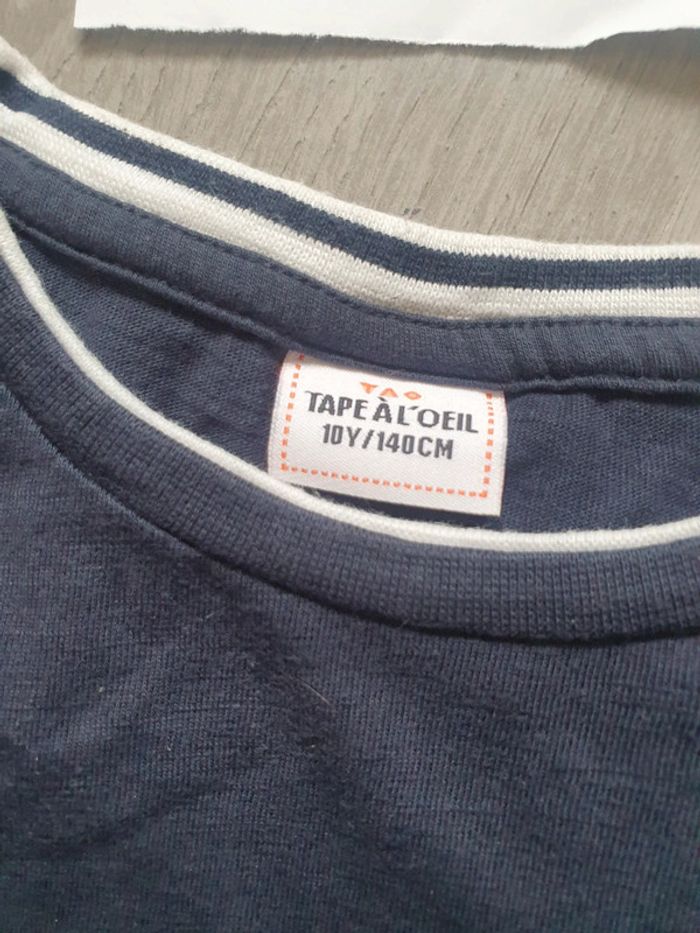 TAO
TAPE À L'OEIL
10Y/140CM